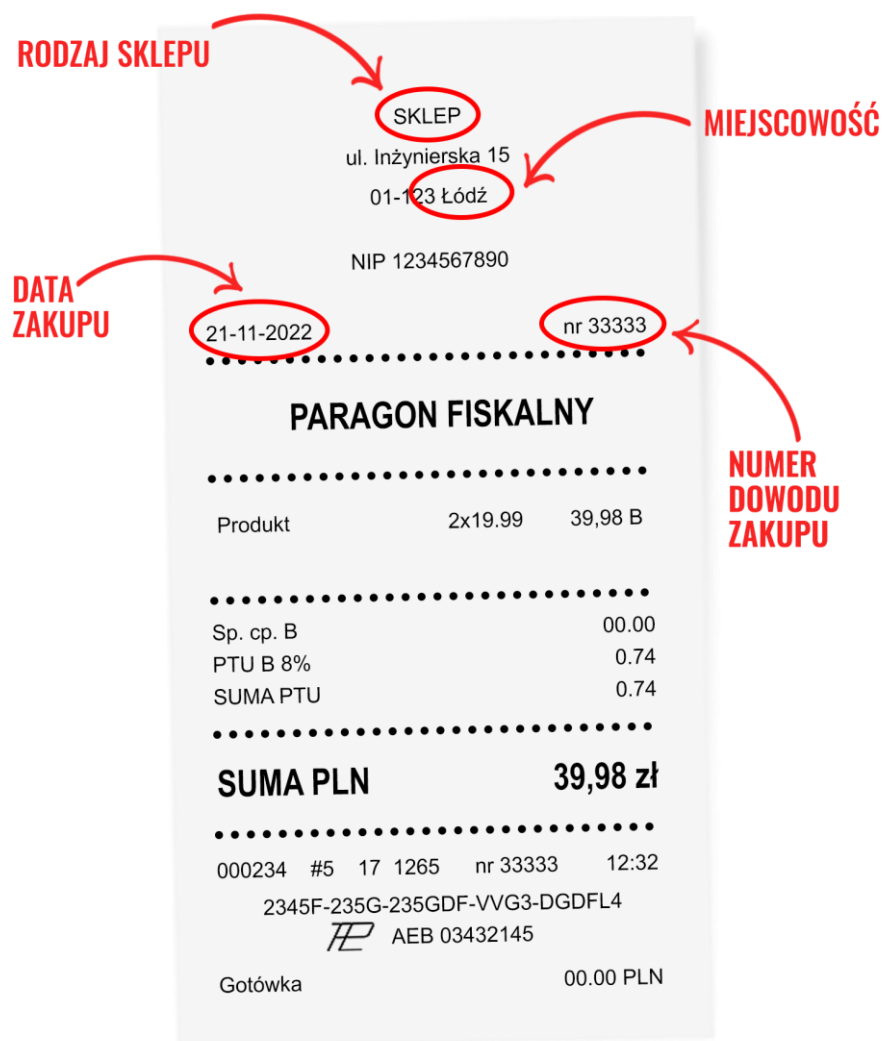 RODZAJ SKLEPU
SKLEP
MIEJSCOWOŚĆ
ul. Inżynierska 15
01-123 Łódź
NIP 1234567890
DATA
ZAKUPU
21-11-2022 nr 33333
PARAGON FISKALNY
NUMER
DOWODU
ZAKUPU
Produkt 2x19.99 39,98 B
Sp. cp. B 00.00
PTU B 8% 0.74
SUMA PTU 0.74
SUMA PLN 39,98 zł
000234 #5 17 1265 nr 33333 12:32
2345F-235G-235GDF-VVG3-DGDFL4
AEB 03432145
Gotówka 00.00 PLN